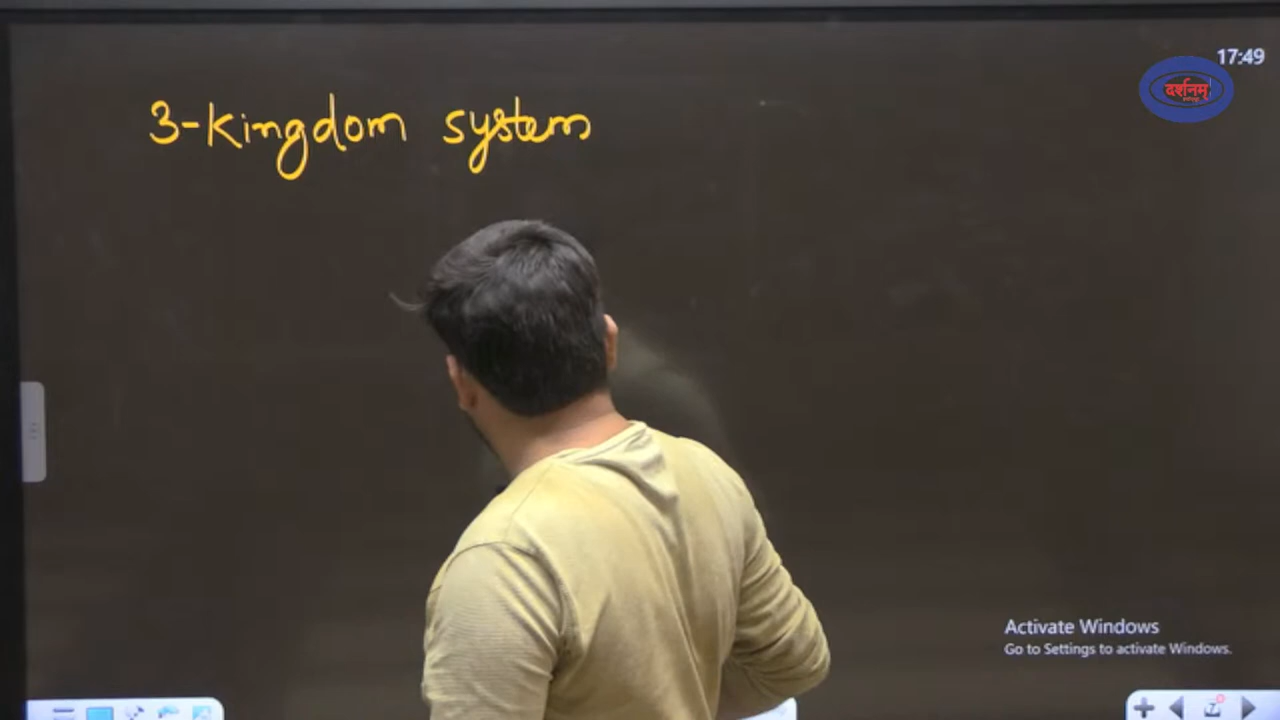 17:49
दर्शनम्
3-Kingdom system
Activate Windows
Go to Settings to activate Windows.